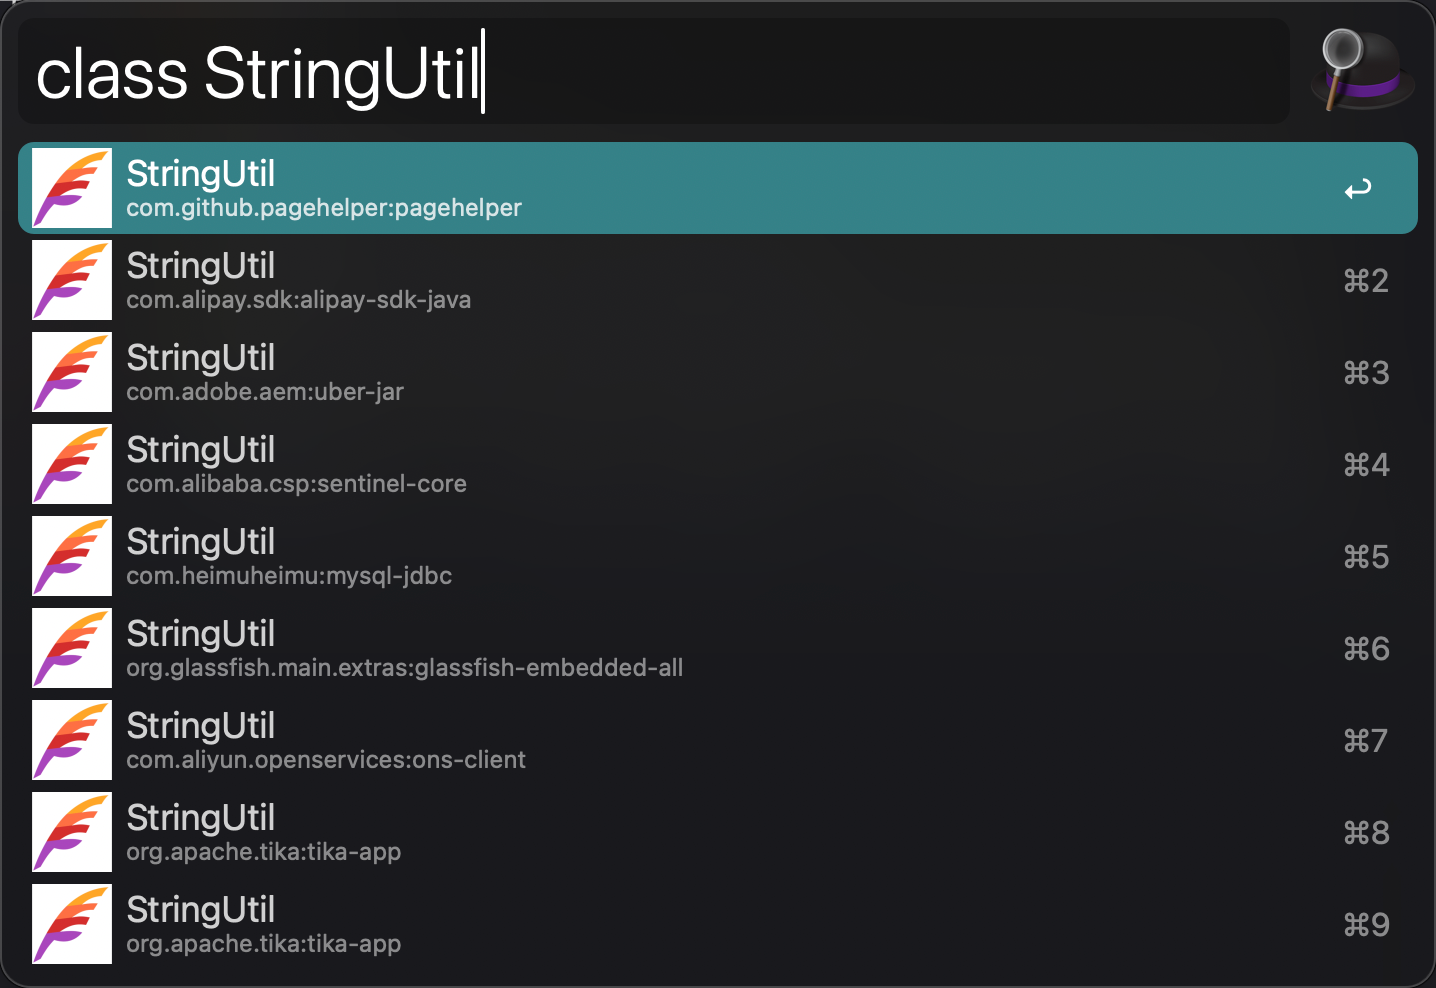 class StringUtil
StringUtil
com.github.pagehelper:pagehelper
StringUtil
com.alipay.sdk:alipay-sdk-java
⌘2
StringUtil
com.adobe.aem:uber-jar
⌘3
StringUtil
com.alibaba.csp:sentinel-core
⌘4
StringUtil
com.heimuheimu:mysql-jdbc
⌘5
StringUtil
org.glassfish.main.extras:glassfish-embedded-all
⌘6
StringUtil
com.aliyun.openservices:ons-client
⌘7
StringUtil
org.apache.tika:tika-app
⌘8
StringUtil
org.apache.tika:tika-app
⌘9